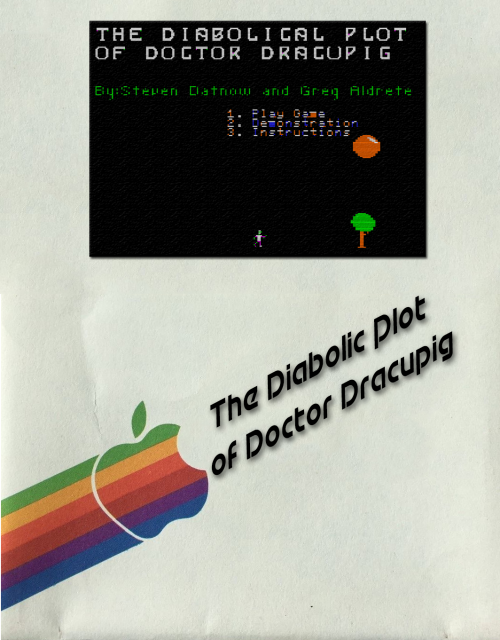 THE DIABOLICAL PLOT
OF DOCTOR DRACUPIG
By:Steven Datnow and Greg Aldrete
1. Play Game
2. Demonstration
3. Instructions
The Diabolic Plot
of Doctor Dracupig